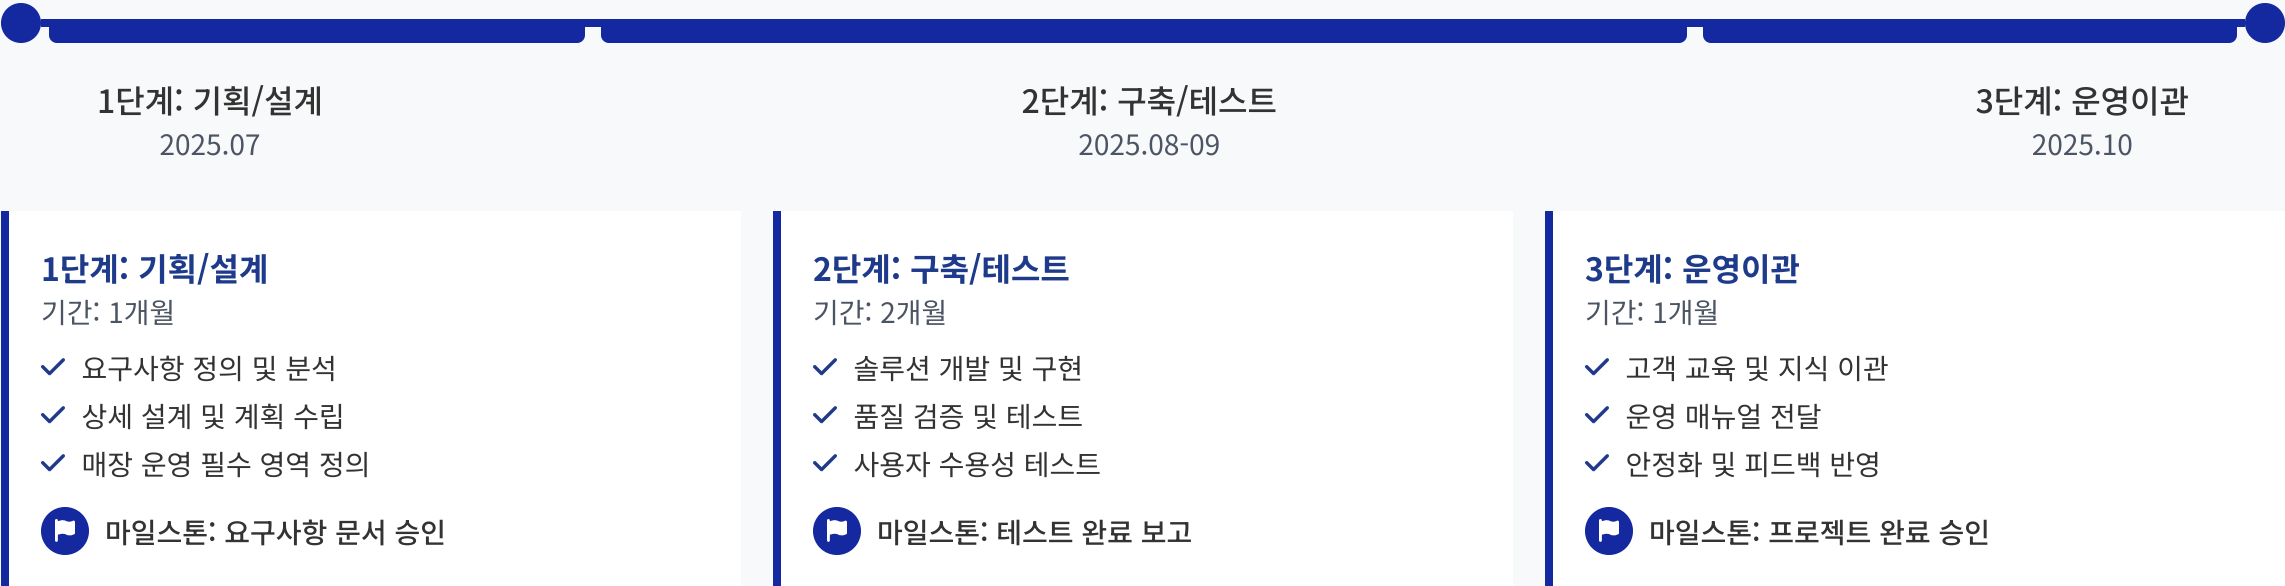 1단계: 기획/설계
2025.07
2단계: 구축/테스트
2025.08-09
3단계: 운영이관
2025.10
1단계: 기획/설계
기간: 1개월
요구사항 정의 및 분석
상세 설계 및 계획 수립
매장 운영 필수 영역 정의
마일스톤: 요구사항 문서 승인
2단계: 구축/테스트
기간: 2개월
솔루션 개발 및 구현
품질 검증 및 테스트
사용자 수용성 테스트
마일스톤: 테스트 완료 보고
3단계: 운영이관
기간: 1개월
고객 교육 및 지식 이관
운영 매뉴얼 전달
안정화 및 피드백 반영
마일스톤: 프로젝트 완료 승인